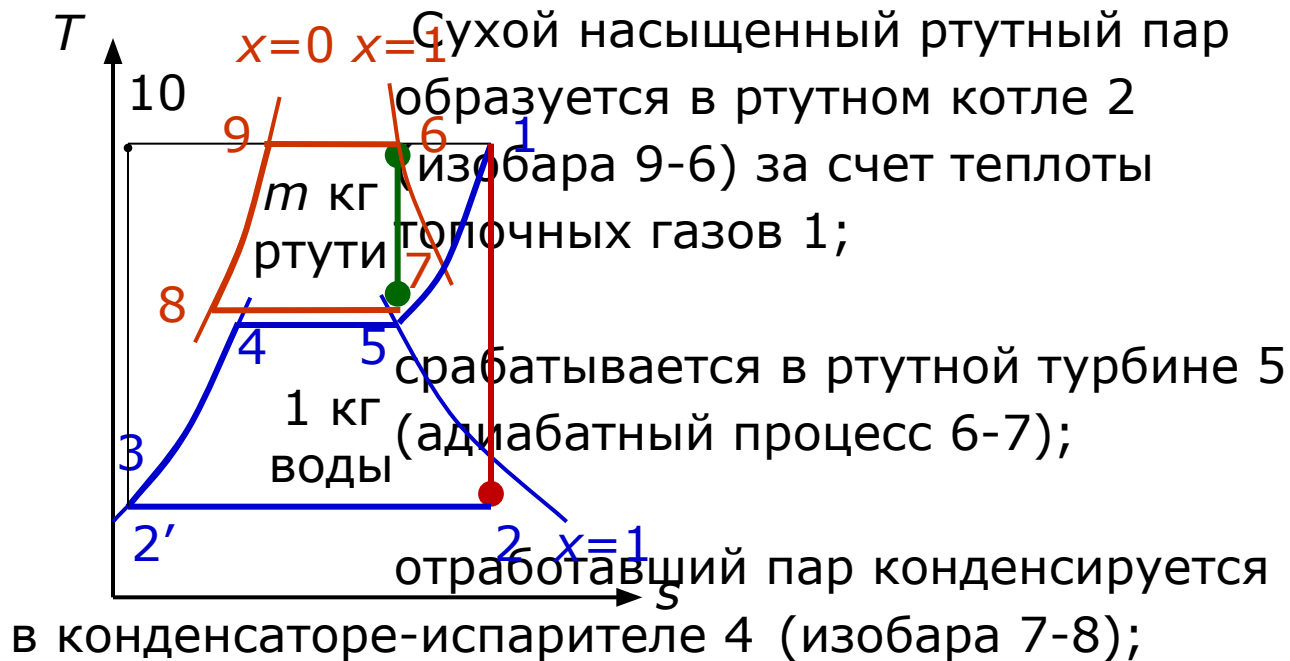 T
x=0 x=1
10
9
6
1
m кг
ртути
7
8
4
5
1 кг
воды
3
2′
2
x=1
s
Сухой насыщенный ртутный пар
образуется в ртутном котле 2
(изобара 9-6) за счет теплоты
топочных газов 1;
срабатывается в ртутной турбине 5
(адиабатный процесс 6-7);
отработавший пар конденсируется
в конденсаторе-испарителе 4 (изобара 7-8);